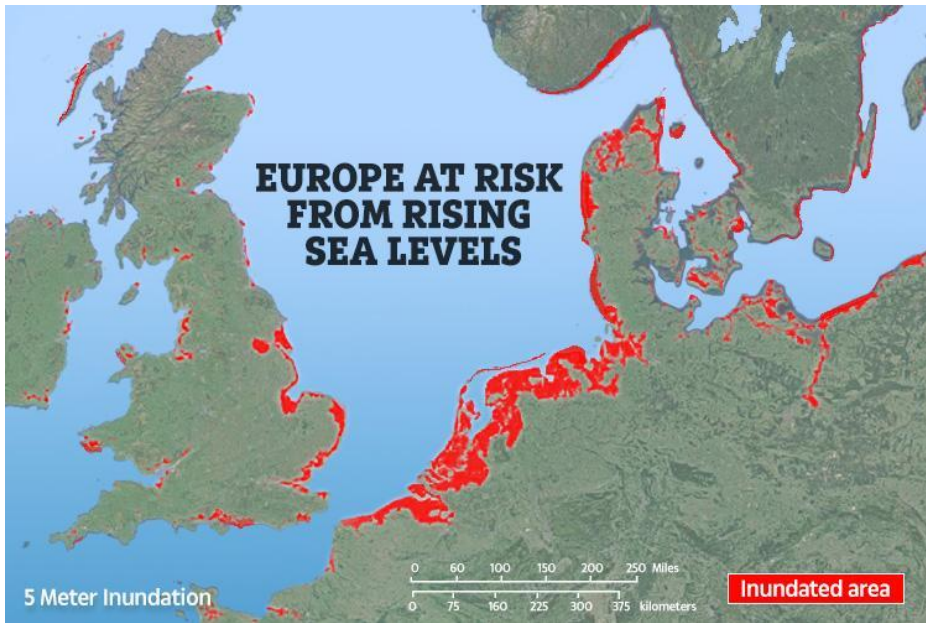 EUROPE AT RISK
FROM RISING
SEA LEVELS
0 60 100 150 200 250 Miles
0 75 160 225 300 375 kilometers
5 Meter Inundation
Inundated area